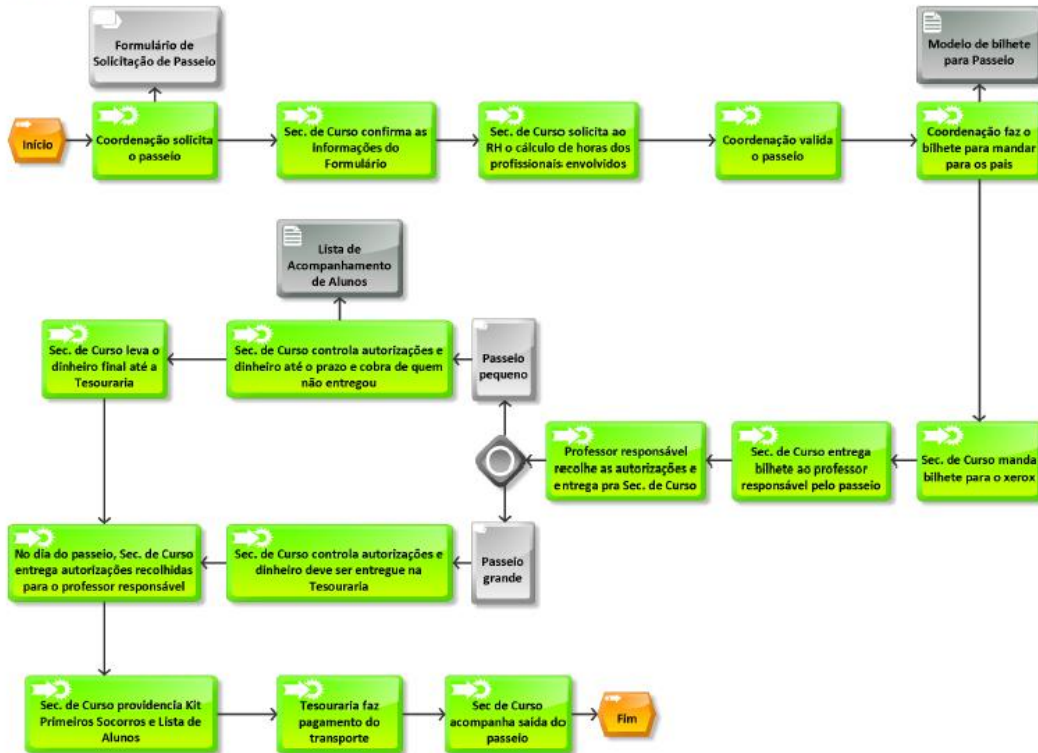 Formulário de
Solicitação de Passeio
Modelo de bilhete
para Passeio
Início
Coordenação solicita
o passeio
Sec. de Curso confirma as
informações do
Formulário
Sec. de Curso solicita ao
RH o cálculo de horas dos
profissionais envolvidos
Coordenação valida
o passeio
Coordenação faz o
bilhete para mandar
para os pais
Lista de
Acompanhamento
de Alunos
Sec. de Curso leva o
dinheiro final até a
Tesouraria
Sec. de Curso controla autorizações e
dinheiro até o prazo e cobra de quem
não entregou
Passeio
pequeno
Professor responsável
recolhe as autorizações e
entrega pra Sec. de Curso
Sec. de Curso entrega
bilhete ao professor
responsável pelo passeio
Sec. de Curso manda
bilhete para o xerox
No dia do passeio, Sec. de Curso
entrega autorizações recolhidas
para o professor responsável
Sec. de Curso controla autorizações e
dinheiro deve ser entregue na
Tesouraria
Passeio
grande
Sec. de Curso providencia Kit
Primeiros Socorros e Lista de
Alunos
Tesouraria faz
pagamento do
transporte
Sec de Curso
acompanha saída do
passeio
Fim